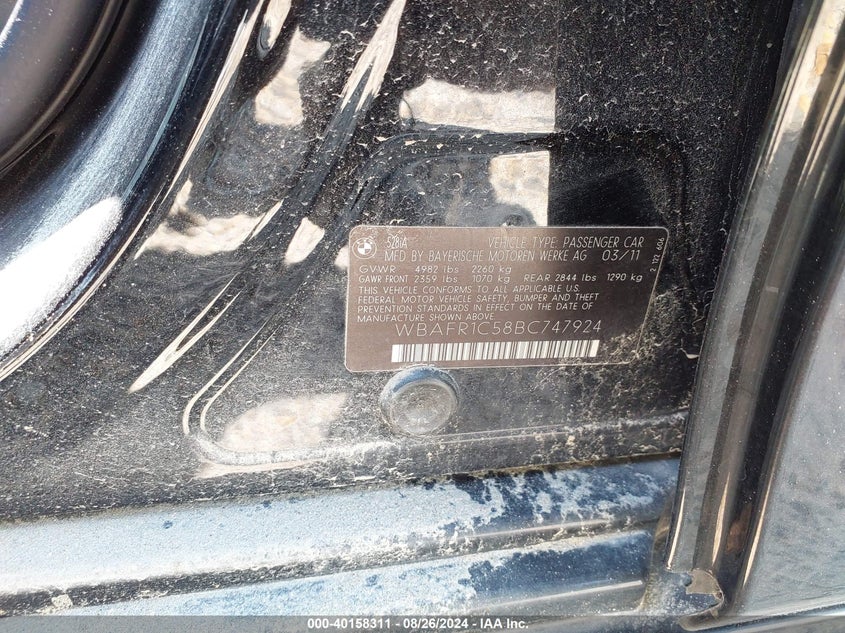 528iA VEHICLE TYPE: PASSENGER CAR
MFD BY BAYERISCHE MOTOREN WERKE AG 03/11
GVWR 4982 lbs 2260 kg
GAWR FRONT 2359 lbs 1070 kg REAR 2844 lbs 1290 kg
THIS VEHICLE CONFORMS TO ALL APPLICABLE U.S.
FEDERAL MOTOR VEHICLE SAFETY, BUMPER AND THEFT
PREVENTION STANDARDS IN EFFECT ON THE DATE OF
MANUFACTURE SHOWN ABOVE.
WBAFR1C58BC747924
000-40158311 - 08/26/2024 - IAA Inc.